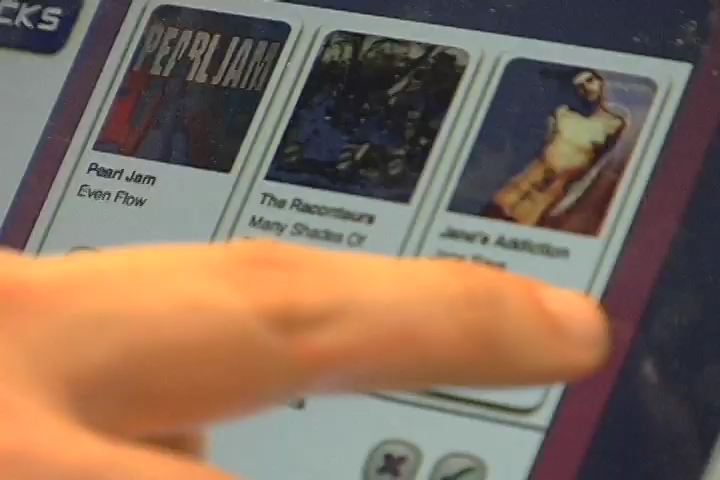 CKS
PEARL JAM
Pearl Jam
Even Flow
The Raconteurs
Many Shades Of
Jane's Addiction